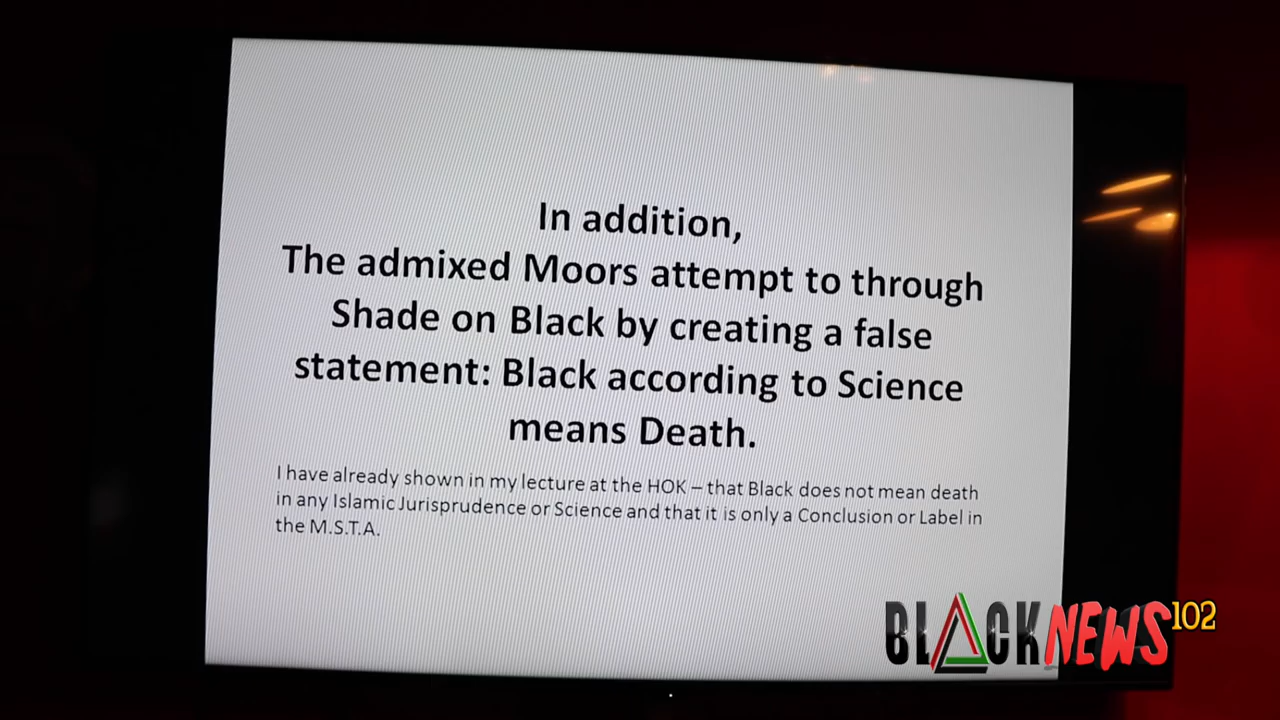 In addition,
The admixed Moors attempt to through
Shade on Black by creating a false
statement: Black according to Science
means Death.
I have already shown in my lecture at the HOK – that Black does not mean death
in any Islamic Jurisprudence or Science and that it is only a Conclusion or Label in
the M.S.T.A.
BLACKNEWS102